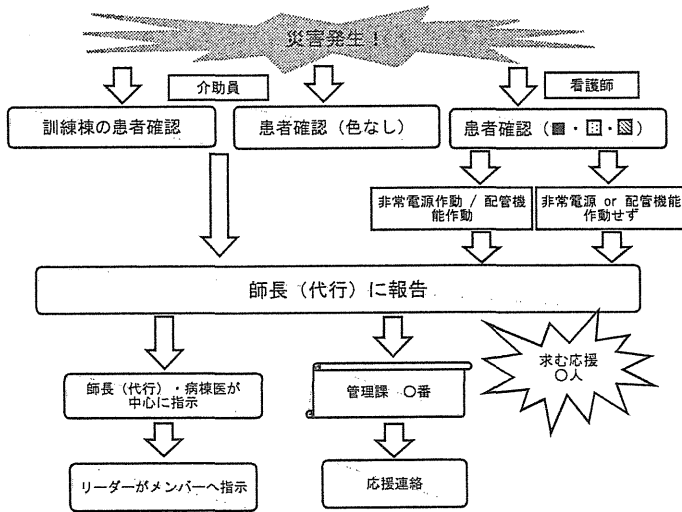 災害発生！
介助員
看護師
訓練棟の患者確認
患者確認（色なし）
患者確認（■・□・▨）
非常電源作動 / 配管機
能作動
非常電源 or 配管機能
作動せず
師長（代行）に報告
求む応援
〇人
師長（代行）・病棟医が
中心に指示
管理課　〇番
リーダーがメンバーへ指示
応援連絡